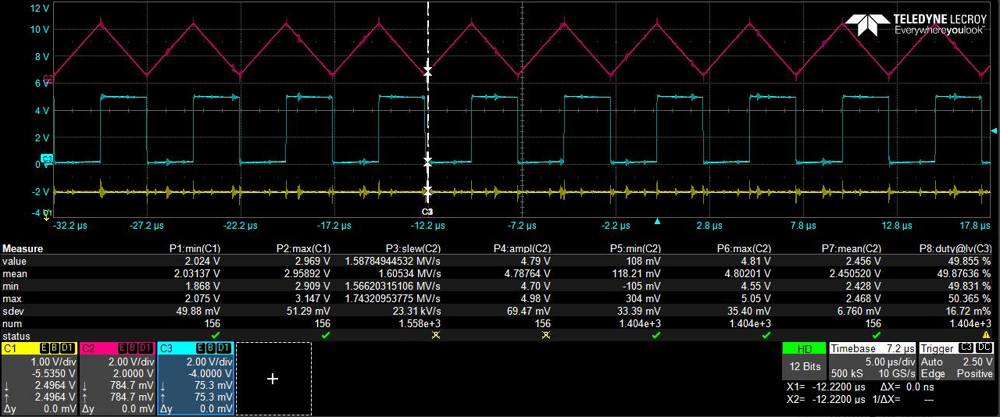 12 V
10 V
8 V
6 V
4 V
2 V
0
-2 V
-4 V
C3
C3
TELEDYNE LECROY
Everywhereyoulook™
-32.2 µs -27.2 µs -22.2 µs -17.2 µs -12.2 µs -7.2 µs -2.2 µs 2.8 µs 7.8 µs 12.8 µs 17.8 µs
Measure P1:min(C1) P2:max(C1) P3:slew(C2) P4:ampl(C2) P5:min(C2) P6:max(C2) P7:mean(C2) P8:duty@lv(C3)
value 2.024 V 2.969 V 1.58784944532 MV/s 4.79 V 108 mV 4.81 V 2.456 V 49.855 %
mean 2.03137 V 2.95892 V 1.60534 MV/s 4.78764 V 118.21 mV 4.80201 V 2.450520 V 49.87636 %
min 1.868 V 2.909 V 1.56620315106 MV/s 4.70 V -105 mV 4.55 V 2.428 V 49.831 %
max 2.075 V 3.147 V 1.74320953775 MV/s 4.98 V 304 mV 5.05 V 2.468 V 50.365 %
sdev 49.88 mV 51.29 mV 23.31 kV/s 69.47 mV 33.39 mV 35.40 mV 6.760 mV 16.72 m%
num 156 156 1.558e+3 156 1.404e+3 1.404e+3 156 1.404e+3
status
C1 E B D1
1.00 V/div
-5.5350 V
↓ 2.4964 V
↑ 2.4964 V
Δy 0.0 mV
C2 E B D1
2.00 V/div
2.0000 V
↓ 784.7 mV
↑ 784.7 mV
Δy 0.0 mV
C3 E B D1
2.00 V/div
-4.0000 V
↓ 75.3 mV
↑ 75.3 mV
Δy 0.0 mV
+
HD
12 Bits
Timebase 7.2 µs
5.00 µs/div
500 kS 10 GS/s
Trigger C3 DC
Auto 2.50 V
Edge Positive
X1= -12.2200 µs ΔX= 0.0 ns
X2= -12.2200 µs 1/ΔX= ---